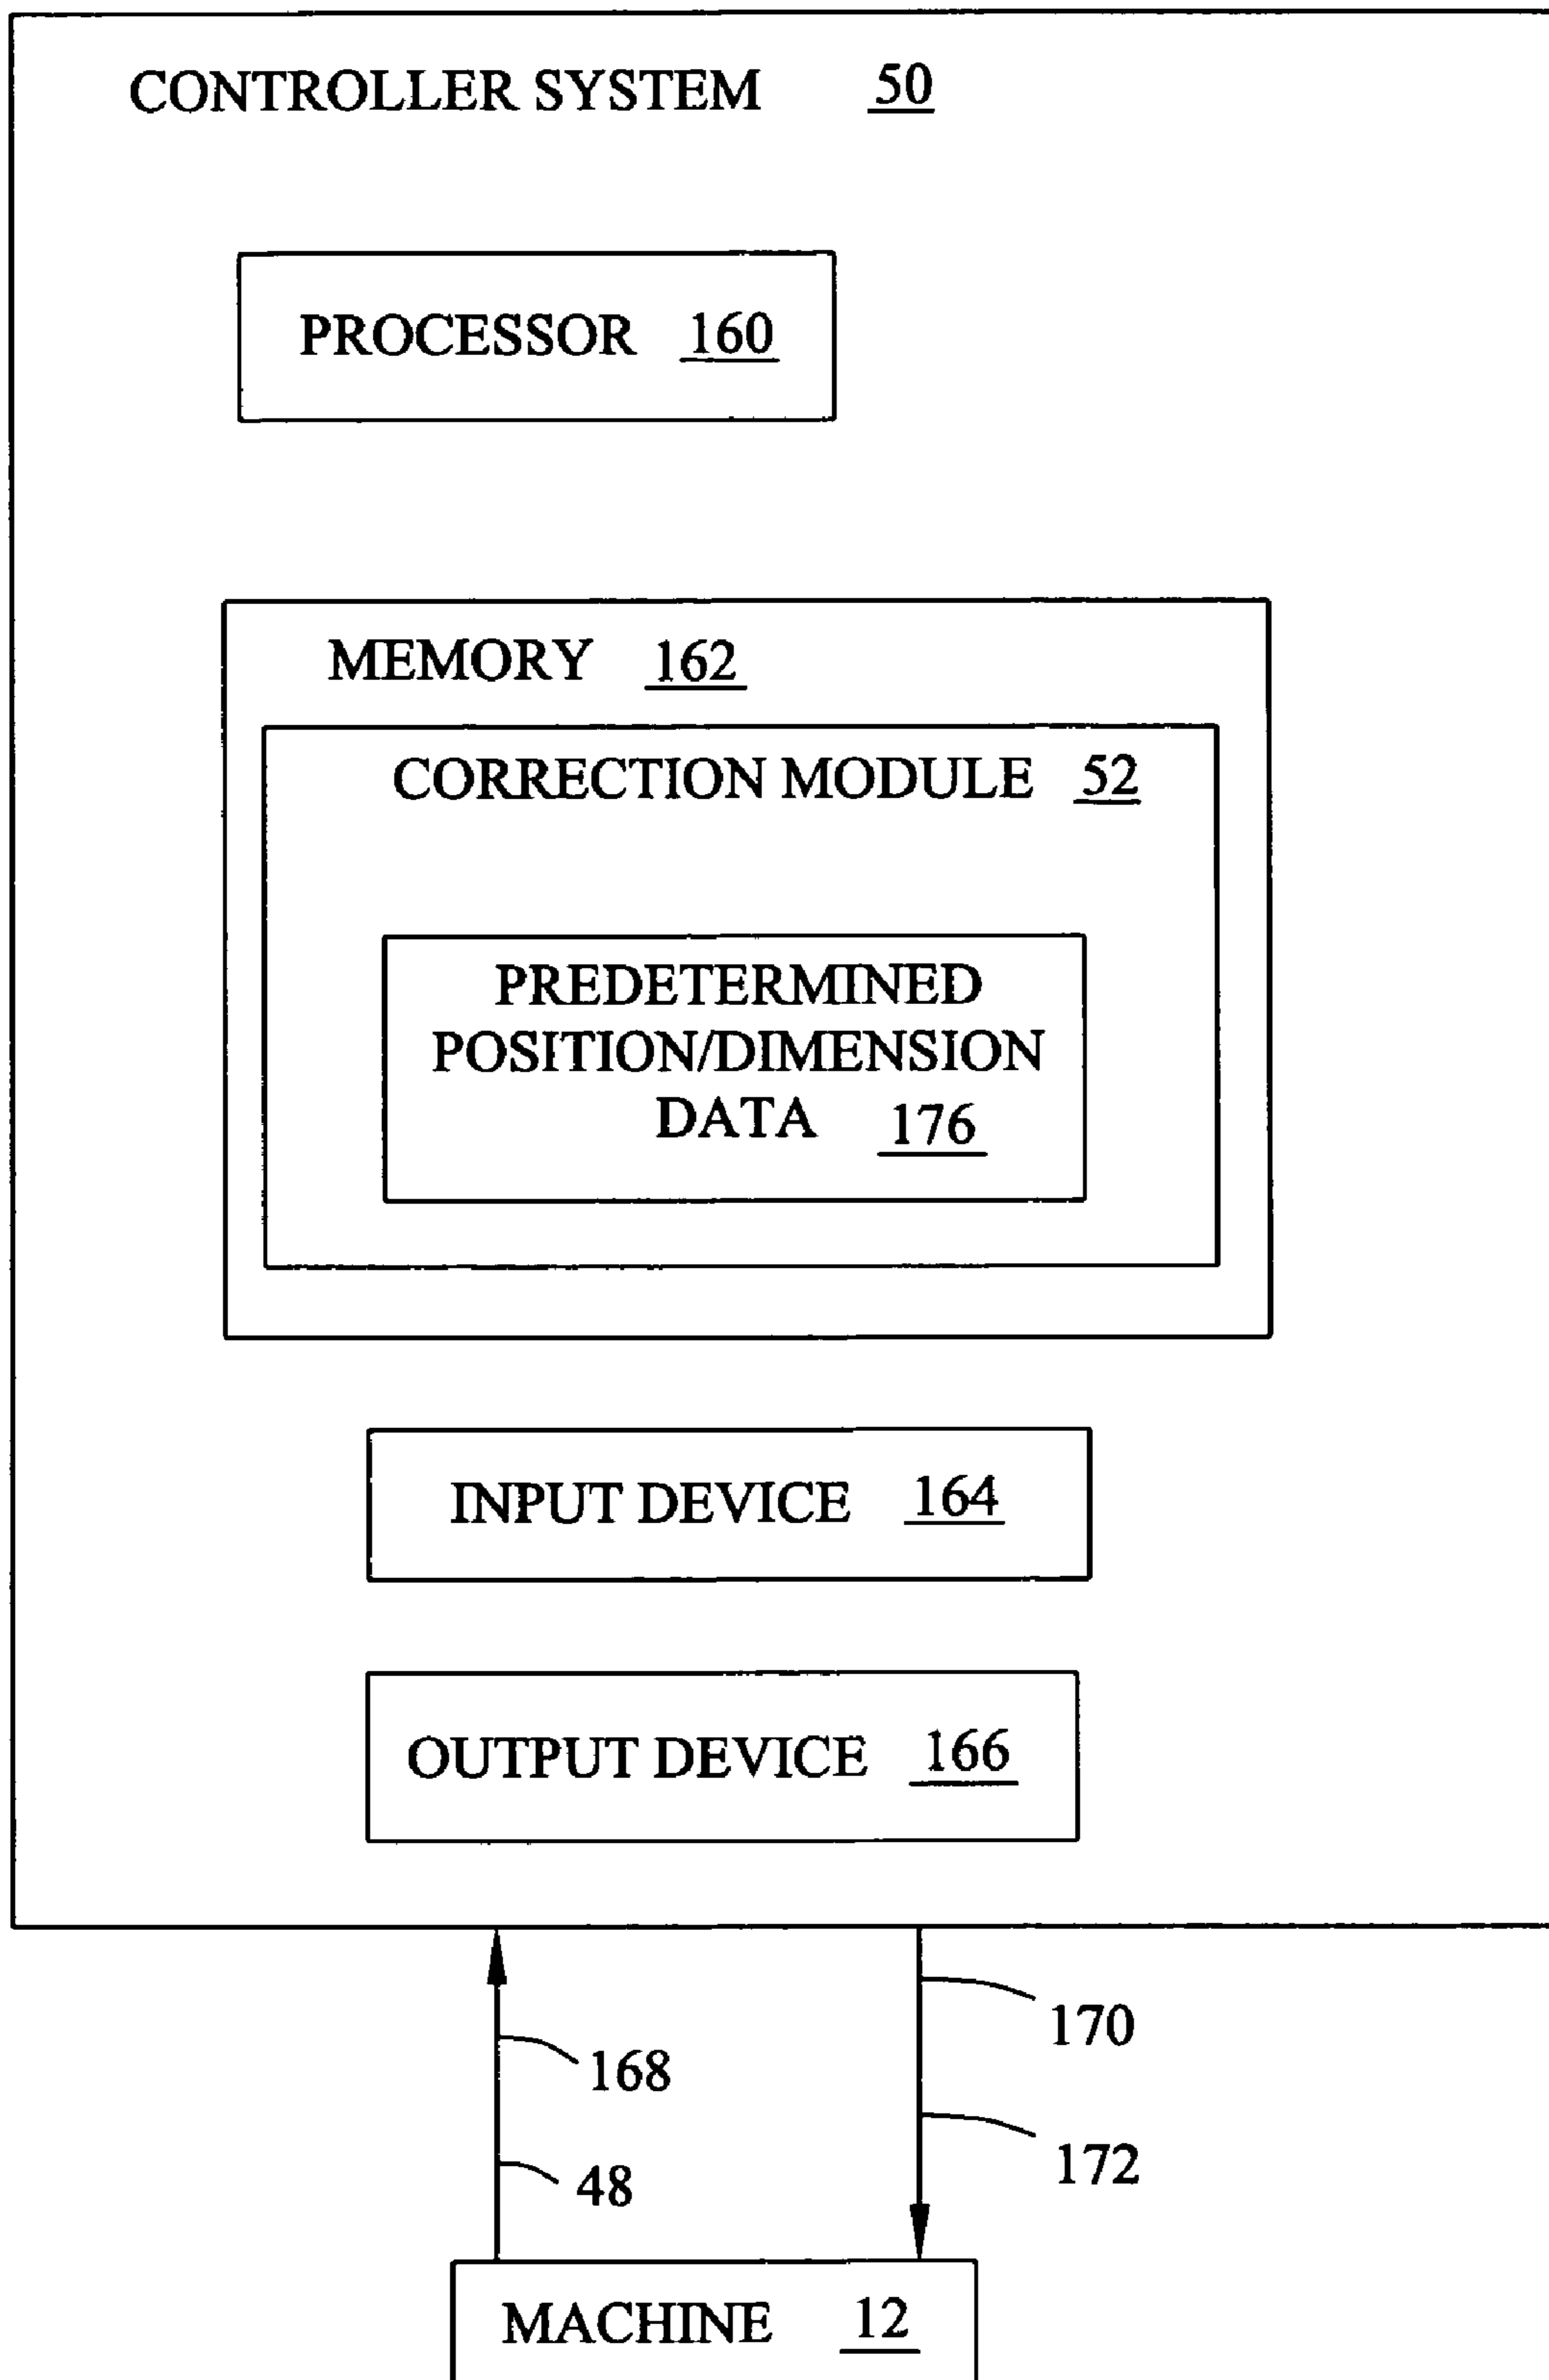 CONTROLLER SYSTEM 50
PROCESSOR 160
MEMORY 162
CORRECTION MODULE 52
PREDETERMINED
POSITION/DIMENSION
DATA 176
INPUT DEVICE 164
OUTPUT DEVICE 166
170
168
172
48
MACHINE 12